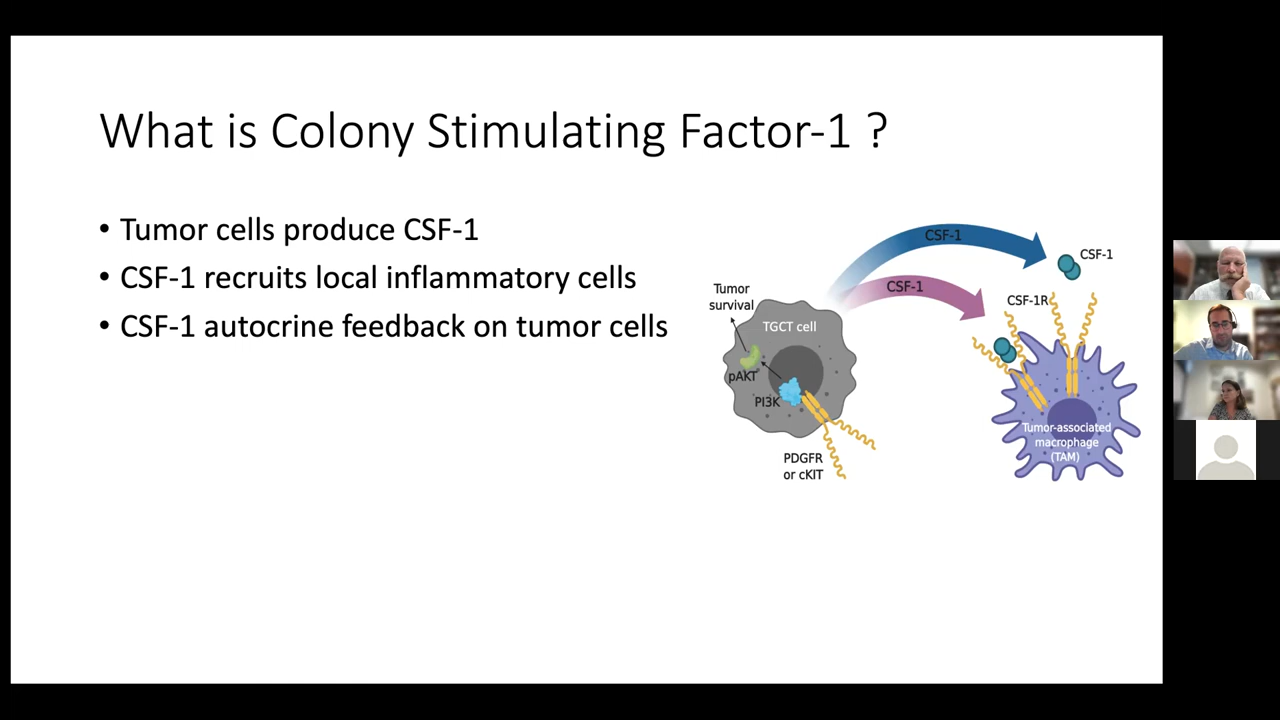 What is Colony Stimulating Factor-1 ?
• Tumor cells produce CSF-1
• CSF-1 recruits local inflammatory cells
• CSF-1 autocrine feedback on tumor cells
CSF-1
CSF-1
CSF-1
CSF-1R
Tumor
survival
TGCT cell
pAKT
PI3K
PDGFR
or cKIT
Tumor-associated
macrophage
(TAM)